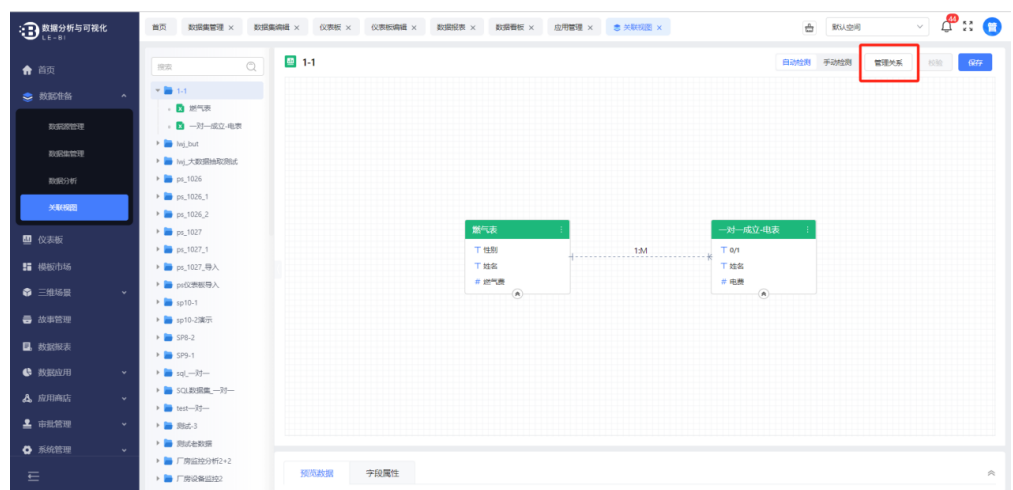 数据分析与可视化
LE-BI
首页
数据集管理 ×
数据集编辑 ×
仪表板 ×
仪表板编辑 ×
数据报表 ×
数据看板 ×
应用管理 ×
关联视图 ×
默认空间
44
管
首页
数据准备
数据源管理
数据集管理
数据分析
关联视图
仪表板
模板市场
三维场景
故事管理
数据报表
数据应用
应用商店
审批管理
系统管理
搜索
1-1
燃气表
一对一成立-电表
lwj_but
lwj_大数据抽取测试
ps_1026
ps_1026_1
ps_1026_2
ps_1027
ps_1027_1
ps_1027_导入
ps仪表板导入
sp10-1
sp10-2演示
SP8-2
SP9-1
sql_一对一
SQL数据集_一对一
test一对一
测试-3
测试老数据
厂房监控分析2+2
厂房设备监控2
1-1
自动检测
手动检测
管理关系
检验
保存
燃气表
T 性别
T 姓名
# 燃气费
1:M
一对一成立-电表
T 0/1
T 姓名
# 电费
预览数据
字段属性